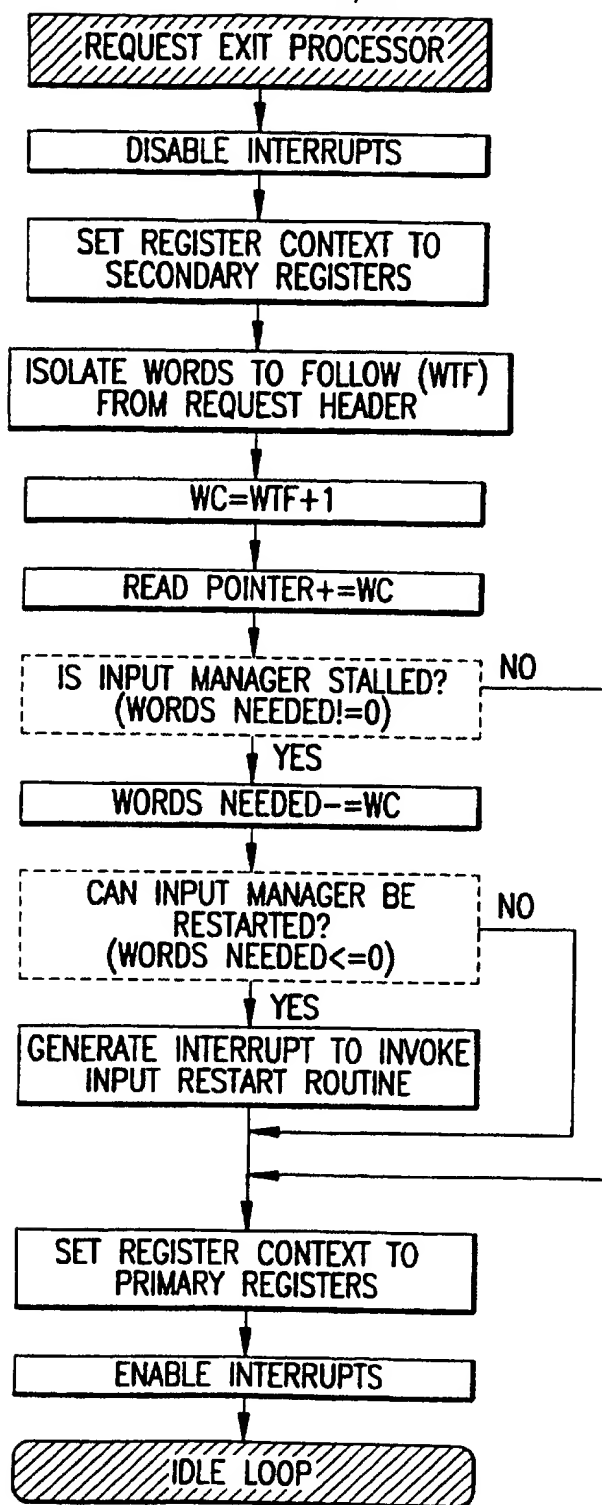 REQUEST EXIT PROCESSOR
DISABLE INTERRUPTS
SET REGISTER CONTEXT TO
SECONDARY REGISTERS
ISOLATE WORDS TO FOLLOW (WTF)
FROM REQUEST HEADER
WC=WTF+1
READ POINTER+=WC
IS INPUT MANAGER STALLED?
(WORDS NEEDED!=0)
NO
YES
WORDS NEEDED-=WC
CAN INPUT MANAGER BE
RESTARTED?
(WORDS NEEDED<=0)
NO
YES
GENERATE INTERRUPT TO INVOKE
INPUT RESTART ROUTINE
SET REGISTER CONTEXT TO
PRIMARY REGISTERS
ENABLE INTERRUPTS
IDLE LOOP